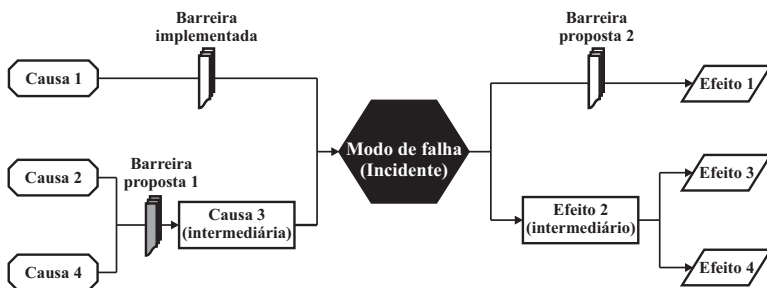 Barreira
implementada
Causa 1
Causa 2
Barreira
proposta 1
Causa 3
(intermediária)
Causa 4
Modo de falha
(Incidente)
Barreira
proposta 2
Efeito 1
Efeito 2
(intermediário)
Efeito 3
Efeito 4